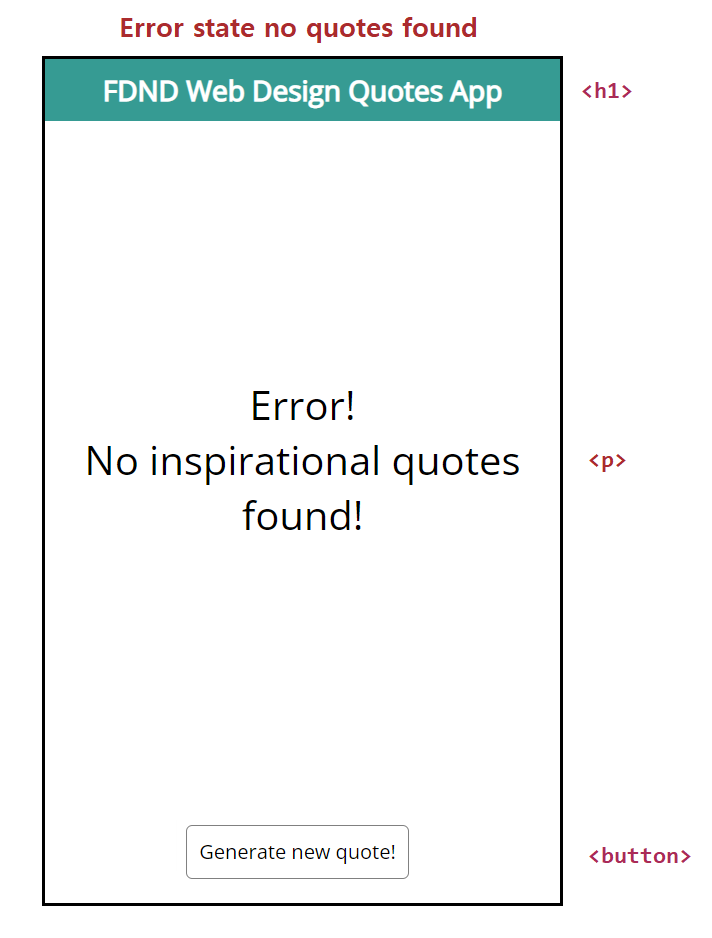 Error state no quotes found
FDND Web Design Quotes App
<h1>
Error!
No inspirational quotes
<p>
found!
Generate new quote!
<button>